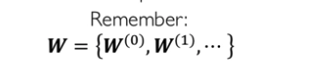 Remember:
𝑾 = {𝑾⁽⁰⁾, 𝑾⁽¹⁾, ⋯ }